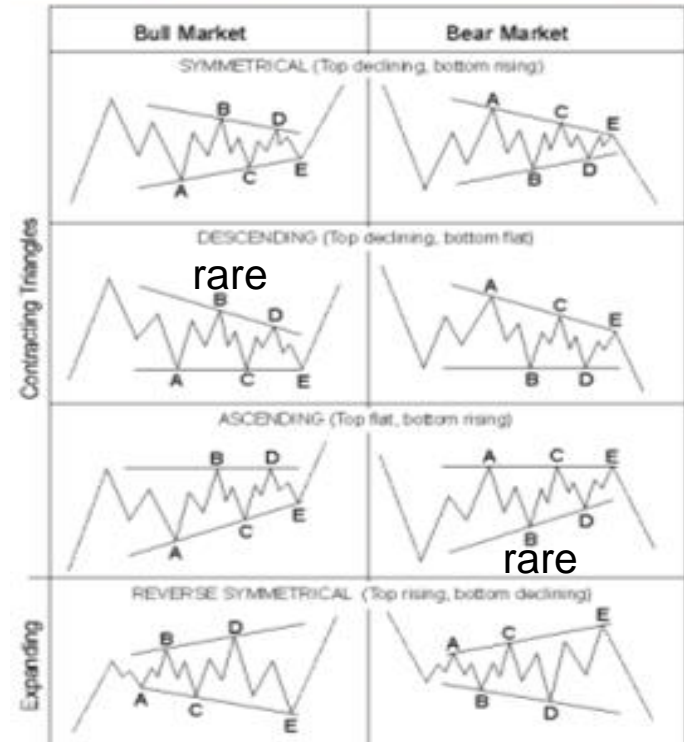 Bull Market Bear Market
SYMMETRICAL (Top declining, bottom rising)
B D
A C E
A C E
B D
Contracting Triangles
DESCENDING (Top declining, bottom flat)
rare
B D
A C E
A C E
B D
ASCENDING (Top flat, bottom rising)
B D
A C E
A C E
B D
rare
Expanding
REVERSE SYMMETRICAL (Top rising, bottom declining)
B D
A C E
A C E
B D